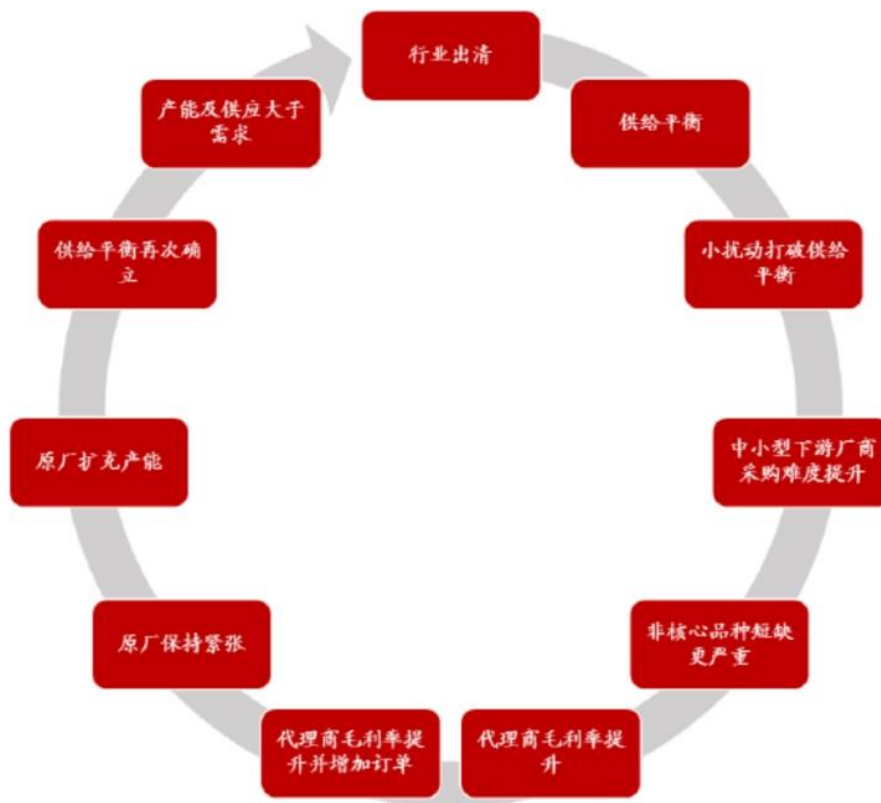 行业出清
供给平衡
小扰动打破供给
平衡
中小型下游厂商
采购难度提升
非核心品种短缺
更严重
代理商毛利率提
升
代理商毛利率提
升并增加订单
原厂保持紧张
原厂扩充产能
供给平衡再次确
立
产能及供应大于
需求